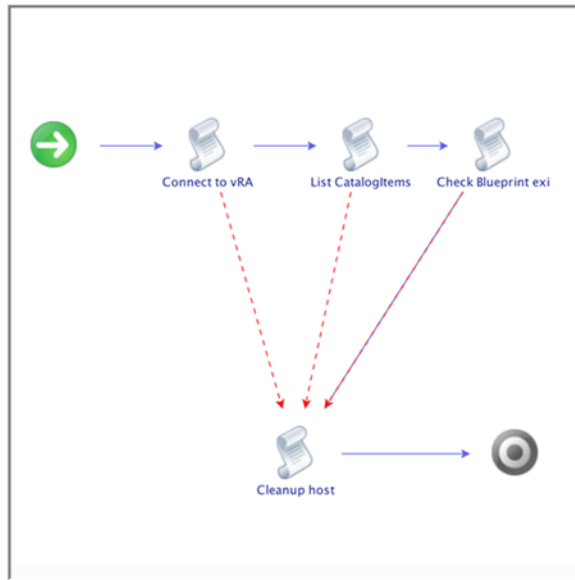 Connect to vRA
List CatalogItems
Check Blueprint exi
Cleanup host